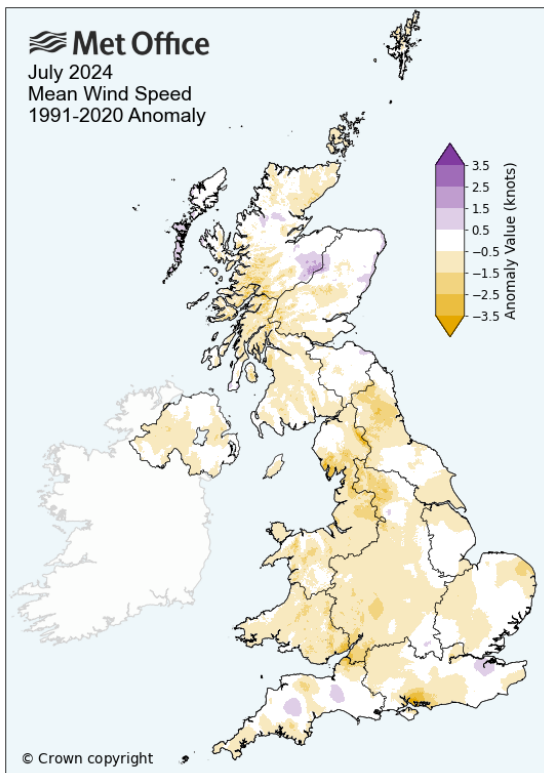 Met Office
July 2024
Mean Wind Speed
1991-2020 Anomaly
3.5
2.5
1.5
0.5
−0.5
−1.5
−2.5
−3.5
Anomaly Value (knots)
© Crown copyright